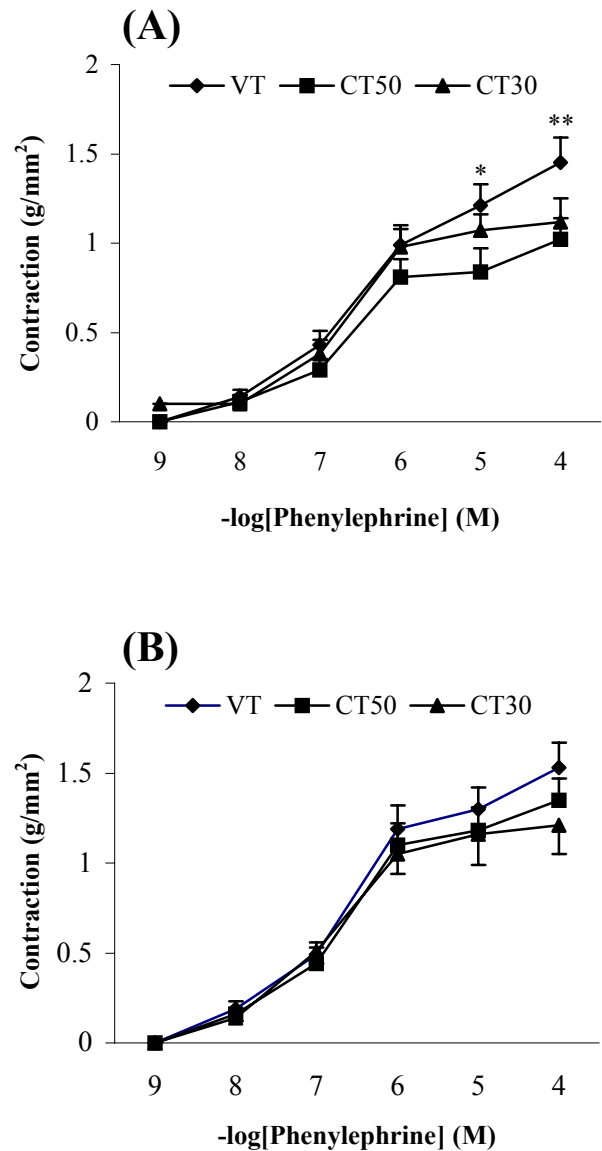 (A)
2
VT CT50 CT30
**
1.5
*
1
0.5
0
Contraction (g/mm²)
9 8 7 6 5 4
-log[Phenylephrine] (M)
(B)
2
VT CT50 CT30
1.5
1
0.5
0
Contraction (g/mm²)
9 8 7 6 5 4
-log[Phenylephrine] (M)